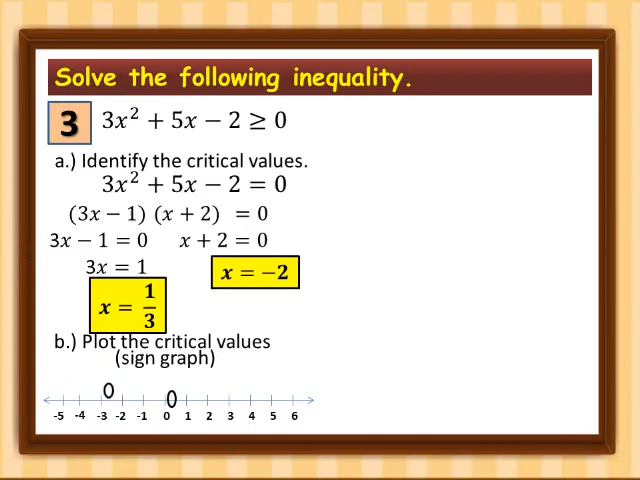 Solve the following inequality.
3 3x² + 5x − 2 ≥ 0
a.) Identify the critical values.
3x² + 5x − 2 = 0
(3x − 1) (x + 2) = 0
3x − 1 = 0 x + 2 = 0
3x = 1 x = −2
x = 1/3
b.) Plot the critical values
(sign graph)
-5 -4 -3 -2 -1 0 1 2 3 4 5 6